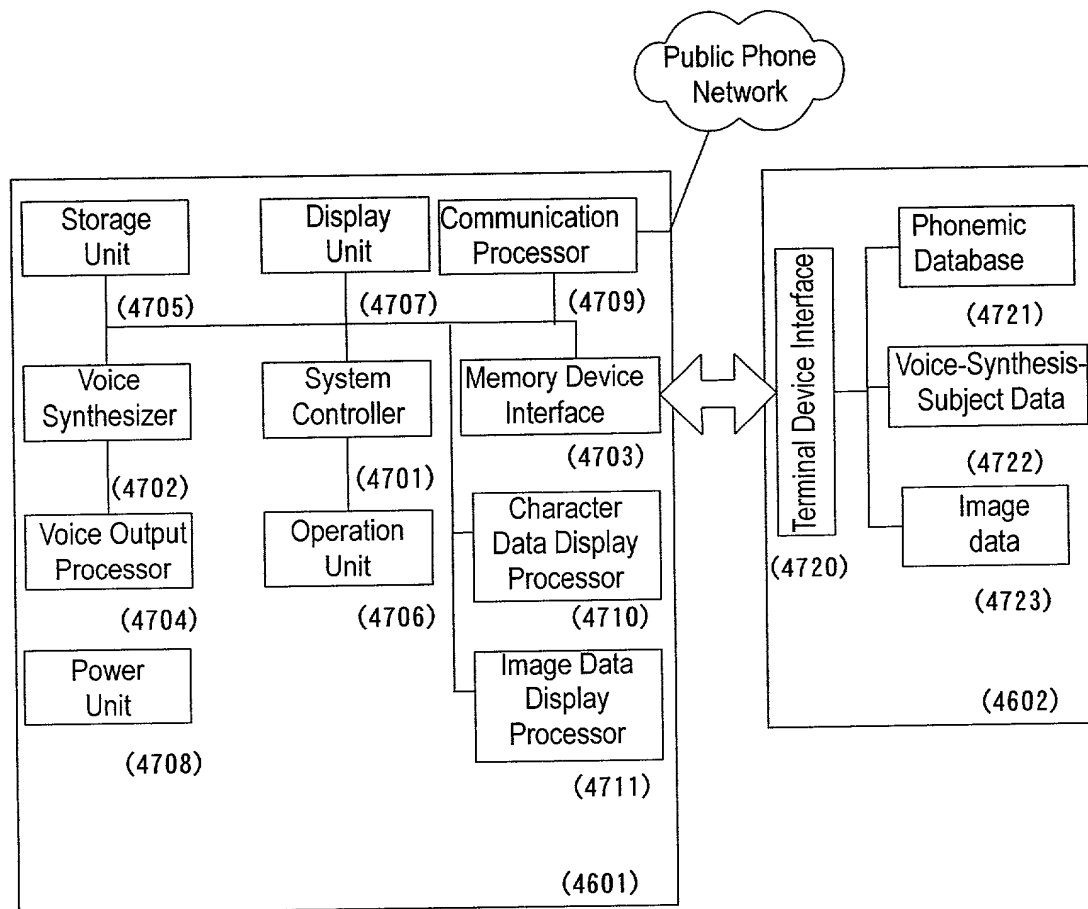 Public Phone
Network
Storage
Unit
(4705)
Display
Unit
(4707)
Communication
Processor
(4709)
Voice
Synthesizer
(4702)
System
Controller
(4701)
Memory Device
Interface
(4703)
Voice Output
Processor
(4704)
Operation
Unit
(4706)
Character
Data Display
Processor
(4710)
Power
Unit
(4708)
Image Data
Display
Processor
(4711)
(4601)
Terminal Device Interface
(4720)
Phonemic
Database
(4721)
Voice-Synthesis-
Subject Data
(4722)
Image
data
(4723)
(4602)